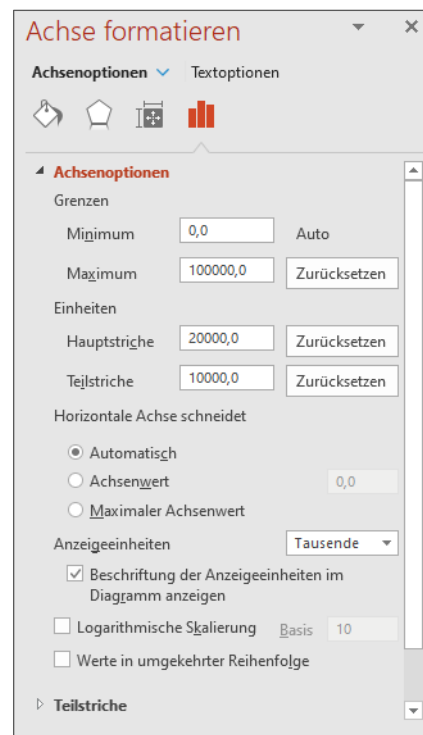 Achse formatieren
Achsenoptionen Textoptionen
Achsenoptionen
Grenzen
Minimum 0,0 Auto
Maximum 100000,0 Zurücksetzen
Einheiten
Hauptstriche 20000,0 Zurücksetzen
Teilstriche 10000,0 Zurücksetzen
Horizontale Achse schneidet
Automatisch
Achsenwert 0,0
Maximaler Achsenwert
Anzeigeeinheiten Tausende
Beschriftung der Anzeigeeinheiten im
Diagramm anzeigen
Logarithmische Skalierung Basis 10
Werte in umgekehrter Reihenfolge
Teilstriche